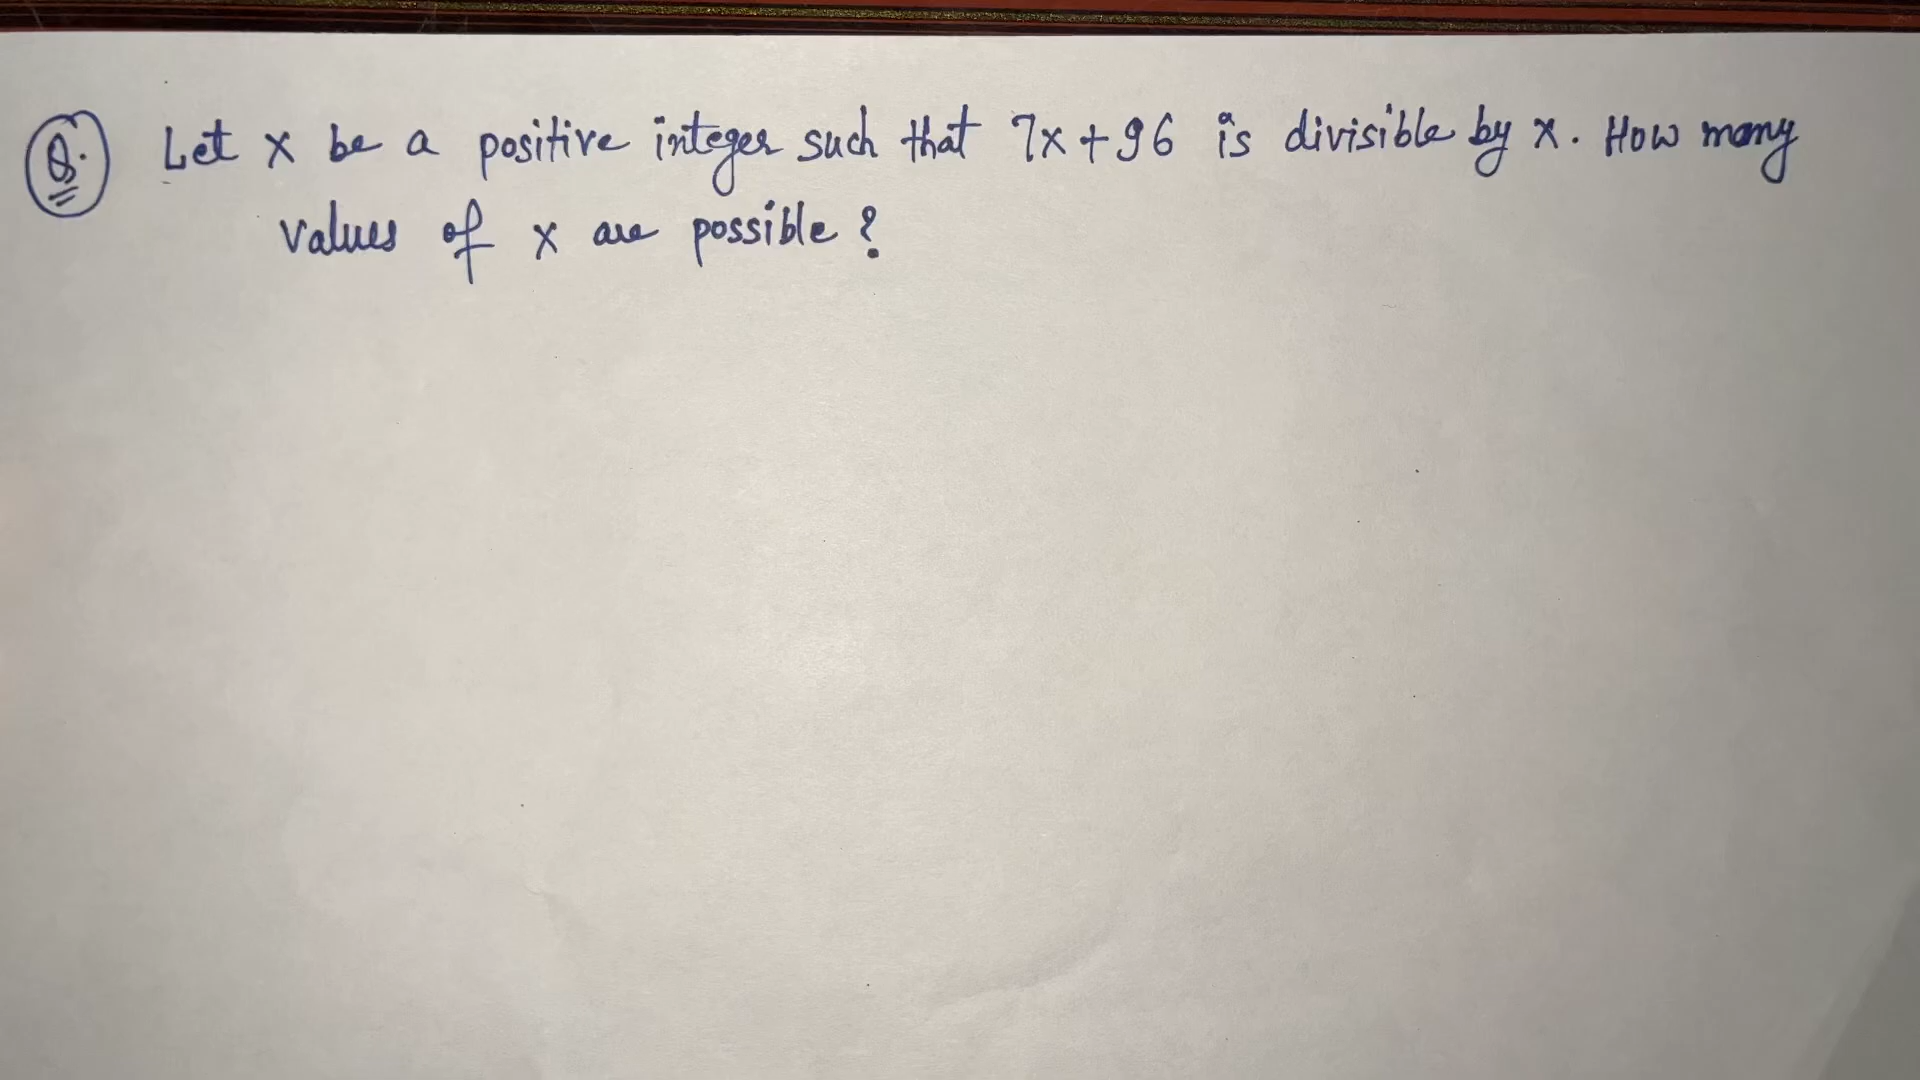 Q. Let x be a positive integer such that 7x+96 is divisible by x. How many
values of x are possible?